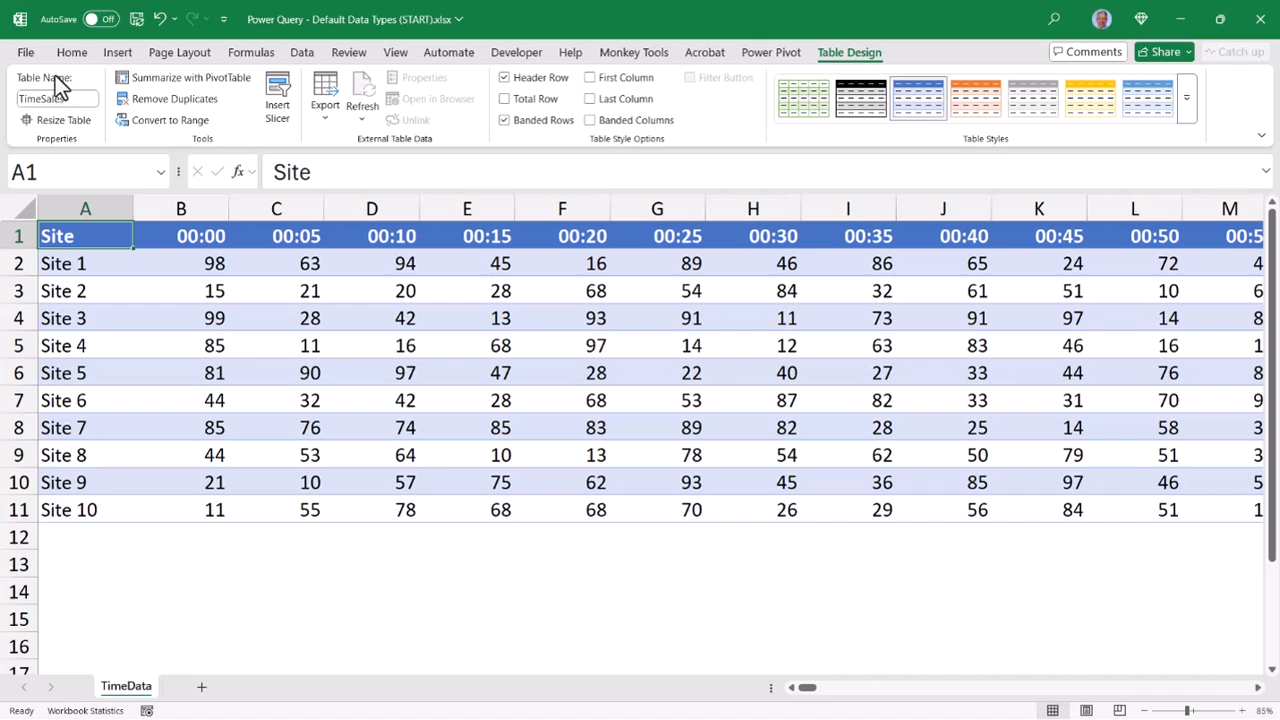 AutoSave Off Power Query - Default Data Types (START).xlsx
File Home Insert Page Layout Formulas Data Review View Automate Developer Help Monkey Tools Acrobat Power Pivot Table Design Comments Share Catch up
Table Name: Summarize with PivotTable Properties Header Row First Column Filter Button
Remove Duplicates Open in Browser Total Row Last Column
Resize Table Convert to Range Insert Slicer Export Refresh Unlink Banded Rows Banded Columns
Properties Tools External Table Data Table Style Options Table Styles
A1 fx Site
A B C D E F G H I J K L M
1 Site 00:00 00:05 00:10 00:15 00:20 00:25 00:30 00:35 00:40 00:45 00:50 00:5
2 Site 1 98 63 94 45 16 89 46 86 65 24 72 4
3 Site 2 15 21 20 28 68 54 84 32 61 51 10 6
4 Site 3 99 28 42 13 93 91 11 73 91 97 14 8
5 Site 4 85 11 16 68 97 14 12 63 83 46 16 1
6 Site 5 81 90 97 47 28 22 40 27 33 44 76 8
7 Site 6 44 32 42 28 68 53 87 82 33 31 70 9
8 Site 7 85 76 74 85 83 89 82 28 25 14 58 3
9 Site 8 44 53 64 10 13 78 54 62 50 79 51 3
10 Site 9 21 10 57 75 62 93 45 36 85 97 46 5
11 Site 10 11 55 78 68 68 70 26 29 56 84 51 1
12
13
14
15
16
17
TimeData
Ready Workbook Statistics 85%